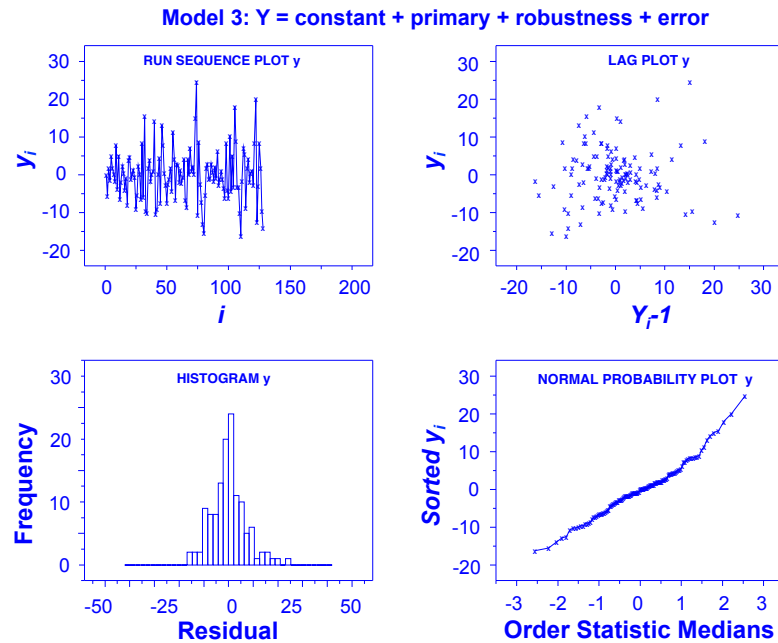 Model 3: Y = constant + primary + robustness + error
RUN SEQUENCE PLOT y
30
20
10
0
-10
-20
y_i
0 50 100 150 200
i
LAG PLOT y
30
20
10
0
-10
-20
y_i
-20 -10 0 10 20 30
Y_i-1
HISTOGRAM y
30
20
10
0
Frequency
-50 -25 0 25 50
Residual
NORMAL PROBABILITY PLOT y
30
20
10
0
-10
-20
Sorted y_i
-3 -2 -1 0 1 2 3
Order Statistic Medians